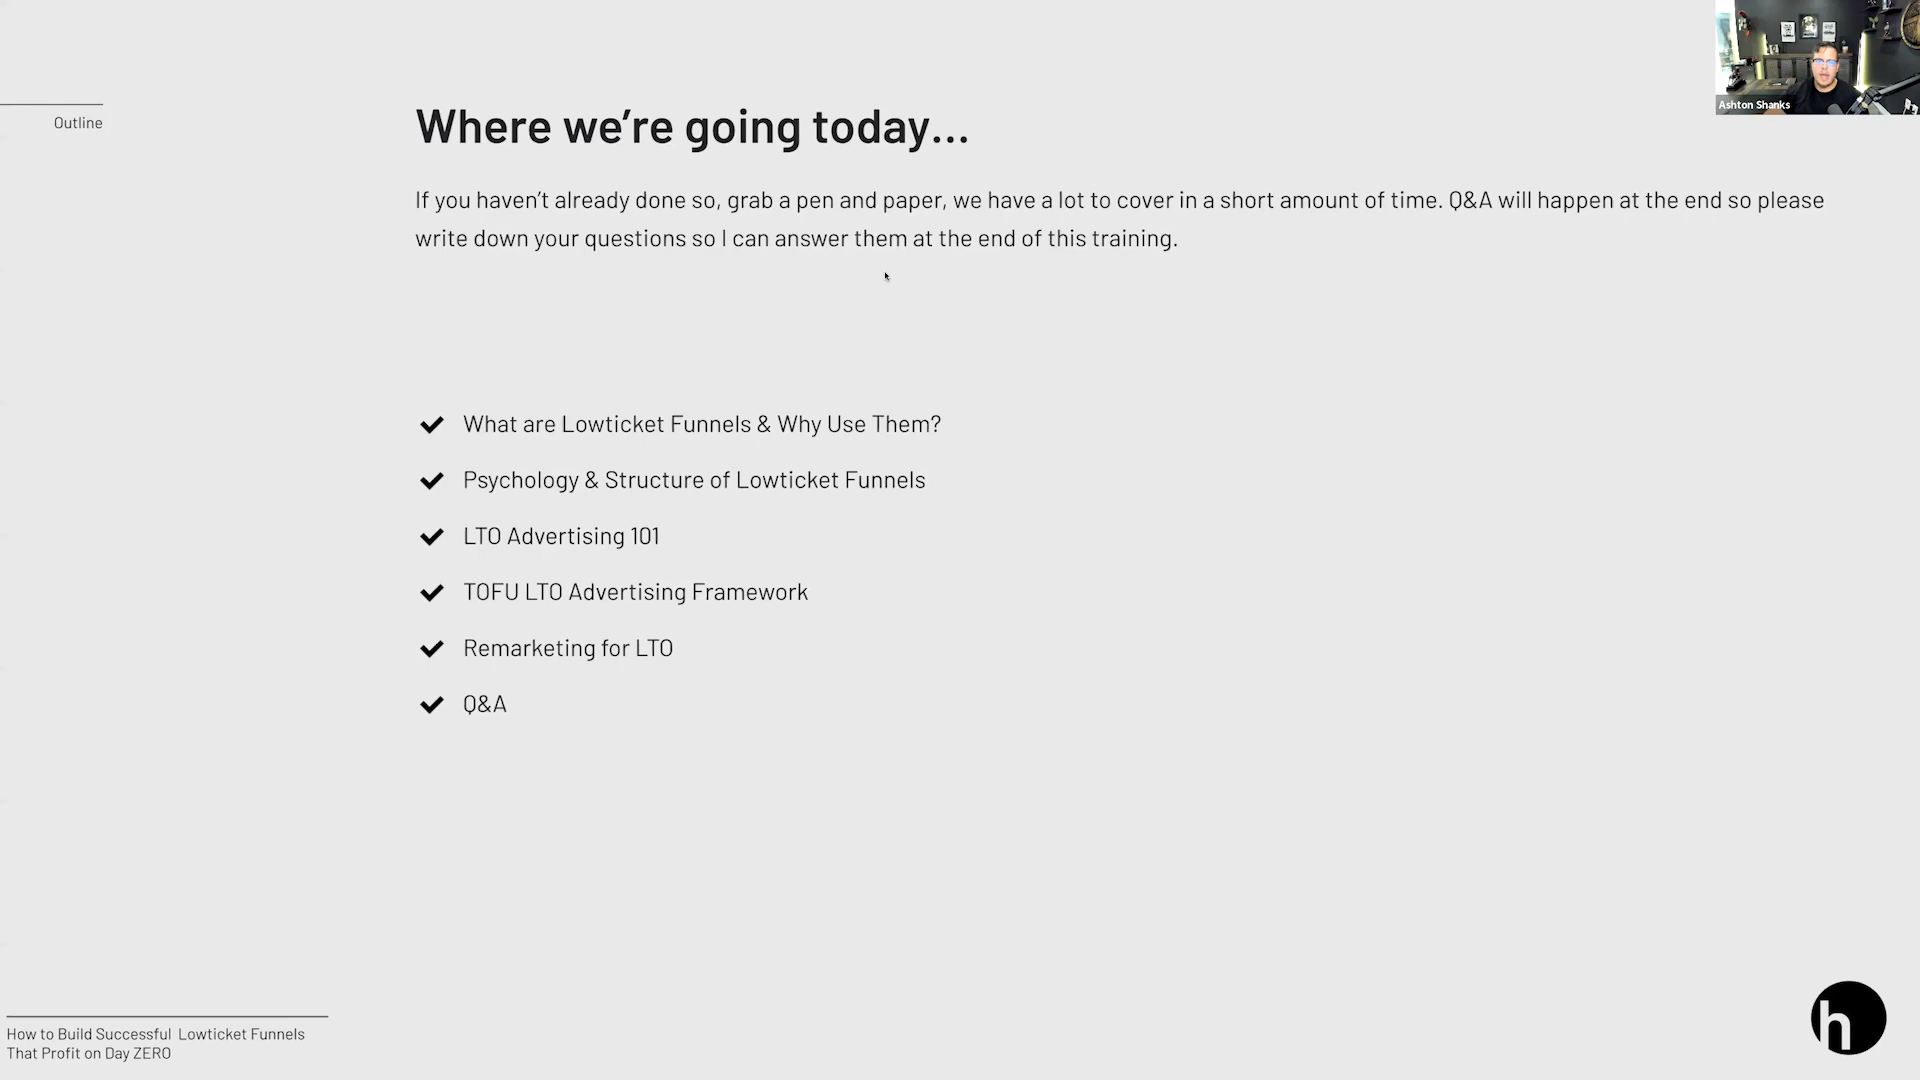 Ashton Shanks
Outline
Where we're going today...
If you haven't already done so, grab a pen and paper, we have a lot to cover in a short amount of time. Q&A will happen at the end so please
write down your questions so I can answer them at the end of this training.
What are Lowticket Funnels & Why Use Them?
Psychology & Structure of Lowticket Funnels
LTO Advertising 101
TOFU LTO Advertising Framework
Remarketing for LTO
Q&A
How to Build Successful Lowticket Funnels
That Profit on Day ZERO
h